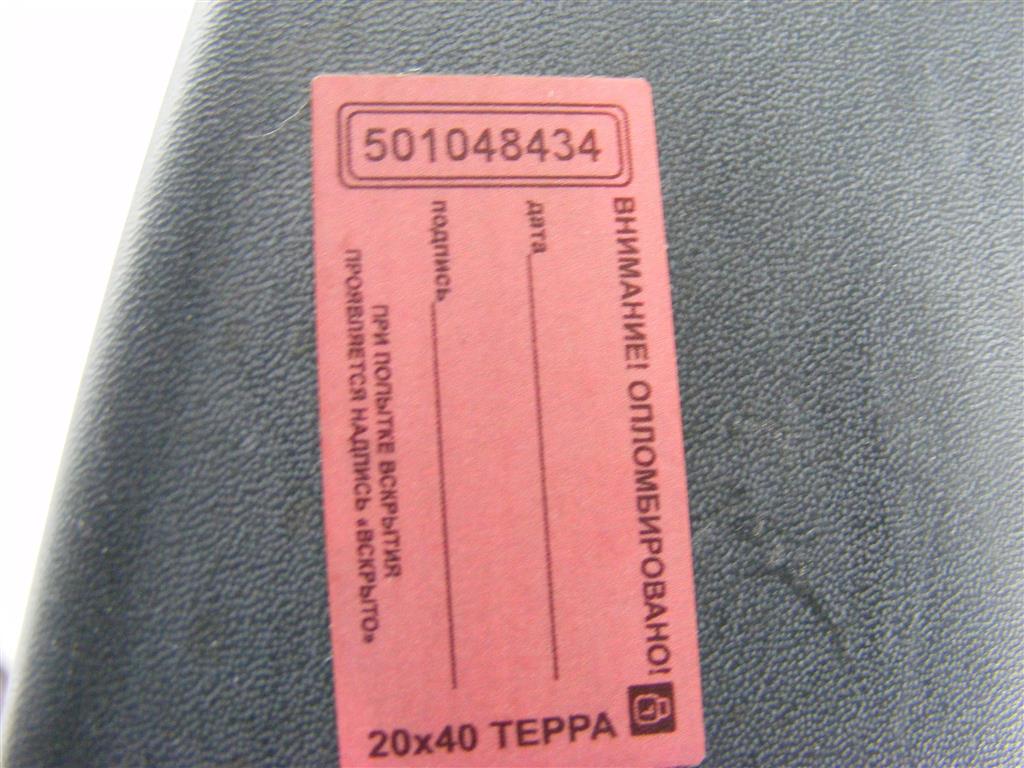 501048434
ВНИМАНИЕ! ОПЛОМБИРОВАНО!
дата
подпись
ПРИ ПОПЫТКЕ ВСКРЫТИЯ
ПРОЯВЛЯЕТСЯ НАДПИСЬ «ВСКРЫТО»
20x40 ТЕРРА